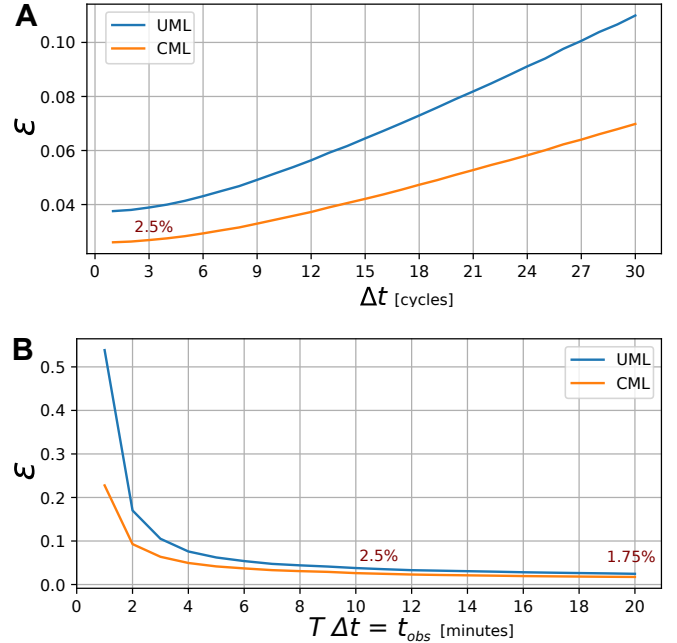 A
UML
CML
0.10
0.08
0.06
0.04
ε
2.5%
0 3 6 9 12 15 18 21 24 27 30
Δt [cycles]
B
UML
CML
0.5
0.4
0.3
0.2
0.1
0.0
ε
2.5%
1.75%
0 2 4 6 8 10 12 14 16 18 20
T Δt = t_obs [minutes]